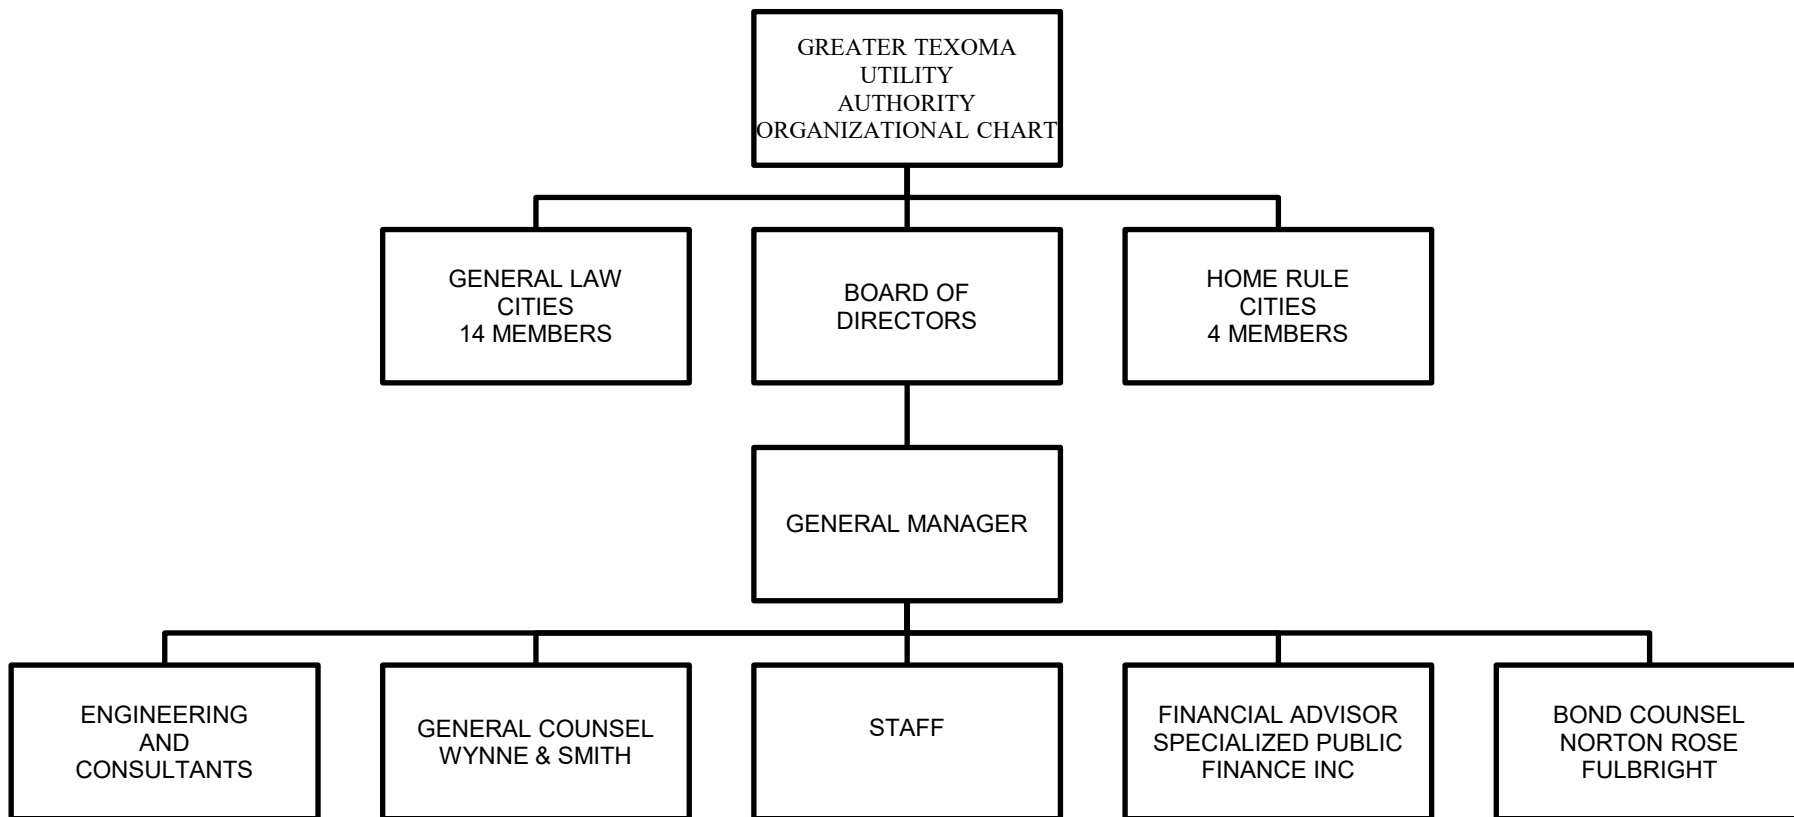 GREATER TEXOMA
UTILITY
AUTHORITY
ORGANIZATIONAL CHART
GENERAL LAW
CITIES
14 MEMBERS
BOARD OF
DIRECTORS
HOME RULE
CITIES
4 MEMBERS
GENERAL MANAGER
ENGINEERING
AND
CONSULTANTS
GENERAL COUNSEL
WYNNE & SMITH
STAFF
FINANCIAL ADVISOR
SPECIALIZED PUBLIC
FINANCE INC
BOND COUNSEL
NORTON ROSE
FULBRIGHT